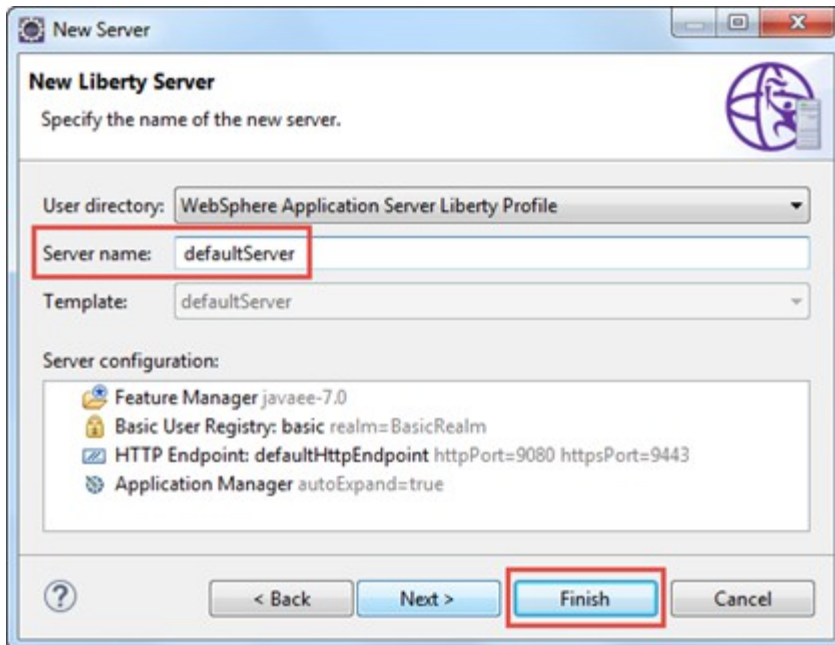 New Server
New Liberty Server
Specify the name of the new server.
User directory: WebSphere Application Server Liberty Profile
Server name: defaultServer
Template: defaultServer
Server configuration:
Feature Manager javaee-7.0
Basic User Registry: basic realm=BasicRealm
HTTP Endpoint: defaultHttpEndpoint httpPort=9080 httpsPort=9443
Application Manager autoExpand=true
? < Back Next > Finish Cancel